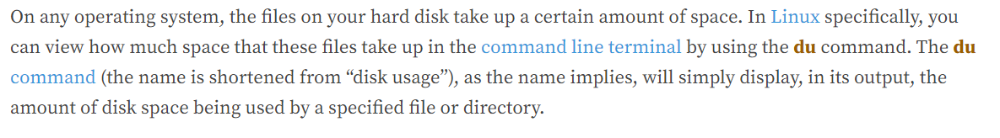 On any operating system, the files on your hard disk take up a certain amount of space. In Linux specifically, you
can view how much space that these files take up in the command line terminal by using the du command. The du
command (the name is shortened from “disk usage”), as the name implies, will simply display, in its output, the
amount of disk space being used by a specified file or directory.